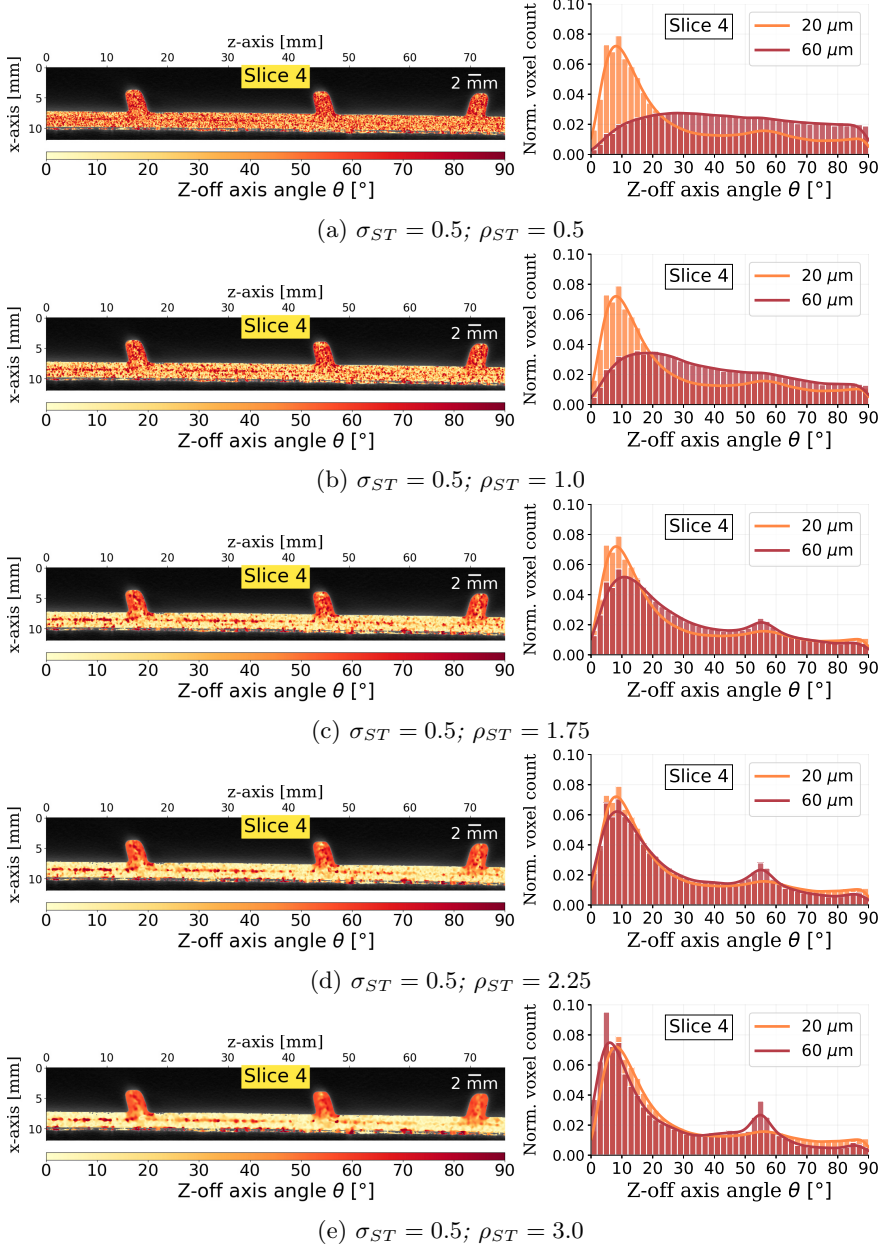 z-axis [mm]
0 10 20 30 40 50 60 70
x-axis [mm]
0
5
10
Slice 4
2 mm
0 10 20 30 40 50 60 70 80 90
Z-off axis angle θ [°]
Norm. voxel count
0.10
0.08
0.06
0.04
0.02
0.00
Slice 4
20 μm
60 μm
0 10 20 30 40 50 60 70 80 90
Z-off axis angle θ [°]
(a) σST = 0.5; ρST = 0.5
z-axis [mm]
0 10 20 30 40 50 60 70
x-axis [mm]
0
5
10
Slice 4
2 mm
0 10 20 30 40 50 60 70 80 90
Z-off axis angle θ [°]
Norm. voxel count
0.10
0.08
0.06
0.04
0.02
0.00
Slice 4
20 μm
60 μm
0 10 20 30 40 50 60 70 80 90
Z-off axis angle θ [°]
(b) σST = 0.5; ρST = 1.0
z-axis [mm]
0 10 20 30 40 50 60 70
x-axis [mm]
0
5
10
Slice 4
2 mm
0 10 20 30 40 50 60 70 80 90
Z-off axis angle θ [°]
Norm. voxel count
0.10
0.08
0.06
0.04
0.02
0.00
Slice 4
20 μm
60 μm
0 10 20 30 40 50 60 70 80 90
Z-off axis angle θ [°]
(c) σST = 0.5; ρST = 1.75
z-axis [mm]
0 10 20 30 40 50 60 70
x-axis [mm]
0
5
10
Slice 4
2 mm
0 10 20 30 40 50 60 70 80 90
Z-off axis angle θ [°]
Norm. voxel count
0.10
0.08
0.06
0.04
0.02
0.00
Slice 4
20 μm
60 μm
0 10 20 30 40 50 60 70 80 90
Z-off axis angle θ [°]
(d) σST = 0.5; ρST = 2.25
z-axis [mm]
0 10 20 30 40 50 60 70
x-axis [mm]
0
5
10
Slice 4
2 mm
0 10 20 30 40 50 60 70 80 90
Z-off axis angle θ [°]
Norm. voxel count
0.10
0.08
0.06
0.04
0.02
0.00
Slice 4
20 μm
60 μm
0 10 20 30 40 50 60 70 80 90
Z-off axis angle θ [°]
(e) σST = 0.5; ρST = 3.0